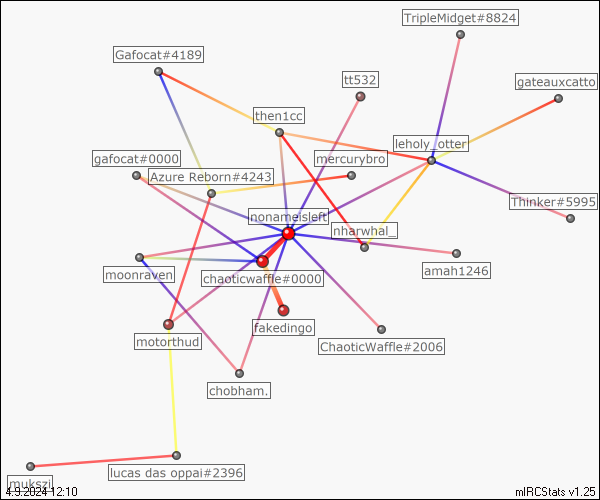 TripleMidget#8824
Gafocat#4189
tt532
gateauxcatto
then1cc
leholy_otter
gafocat#0000
mercurybro
Azure Reborn#4243
Thinker#5995
nonameisleft
nharwhal_
amah1246
moonraven
chaoticwaffle#0000
fakedingo
motorthud
ChaoticWaffle#2006
chobham.
lucas das oppai#2396
mukszi
4.9.2024 12:10
mIRCStats v1.25